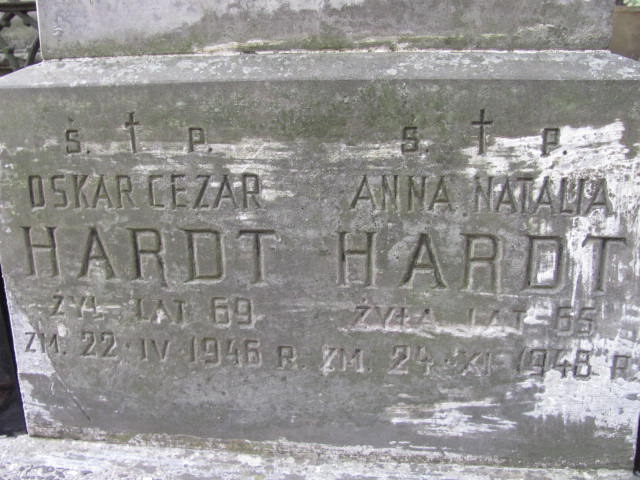 Ś. † P.
OSKAR CEZAR
HARDT
ŻYŁ LAT 69
ZM. 22·IV 1946 R.
Ś. † P.
ANNA NATALIA
HARDT
ŻYŁA LAT 65
ZM. 24·XI 1948 R